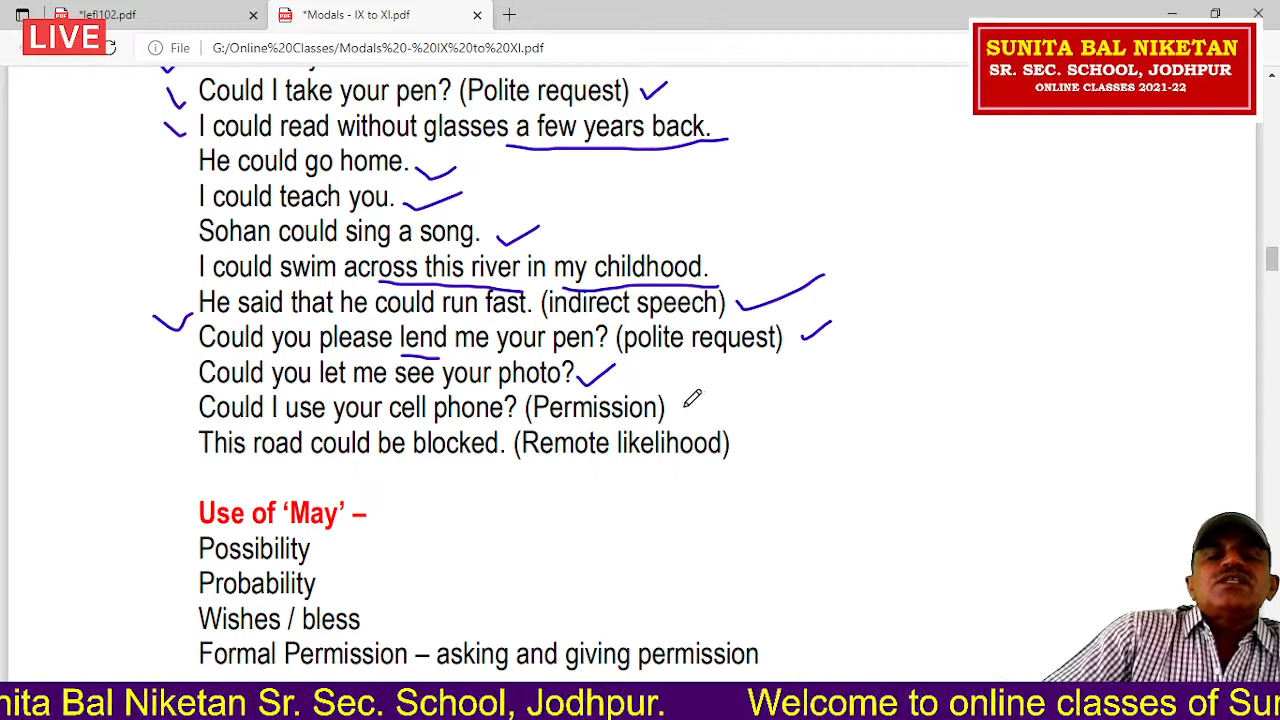 *lefl102.pdf
*Modals - IX to XI.pdf
LIVE
File G:/Online%20Classes/Modals%20-%20IX%20to%20XI.pdf
SUNITA BAL NIKETAN
SR. SEC. SCHOOL, JODHPUR
ONLINE CLASSES 2021-22
Could I take your pen? (Polite request)
I could read without glasses a few years back.
He could go home.
I could teach you.
Sohan could sing a song.
I could swim across this river in my childhood.
He said that he could run fast. (indirect speech)
Could you please lend me your pen? (polite request)
Could you let me see your photo?
Could I use your cell phone? (Permission)
This road could be blocked. (Remote likelihood)
Use of ‘May’ –
Possibility
Probability
Wishes / bless
Formal Permission – asking and giving permission
nita Bal Niketan Sr. Sec. School, Jodhpur. Welcome to online classes of Sun